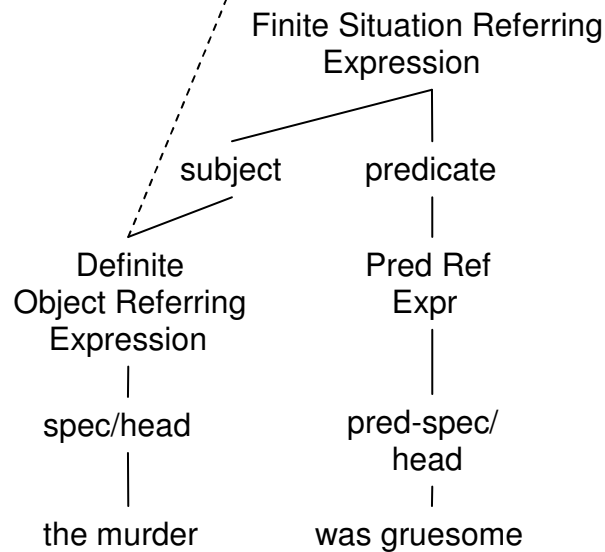 Finite Situation Referring
Expression
subject predicate
Definite
Object Referring
Expression
Pred Ref
Expr
spec/head
pred-spec/
head
the murder was gruesome